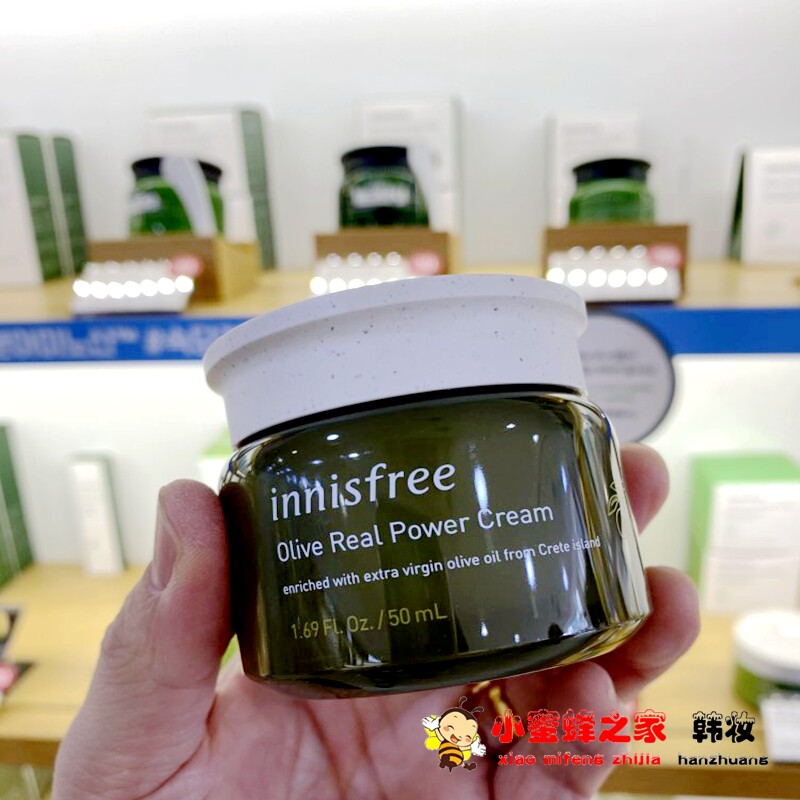 innisfree
Olive Real Power Cream
enriched with extra virgin olive oil from Crete island
1.69 FL. Oz. / 50 mL
小蜜蜂之家 韩妆
xiao mifeng zhijia hanzhuang